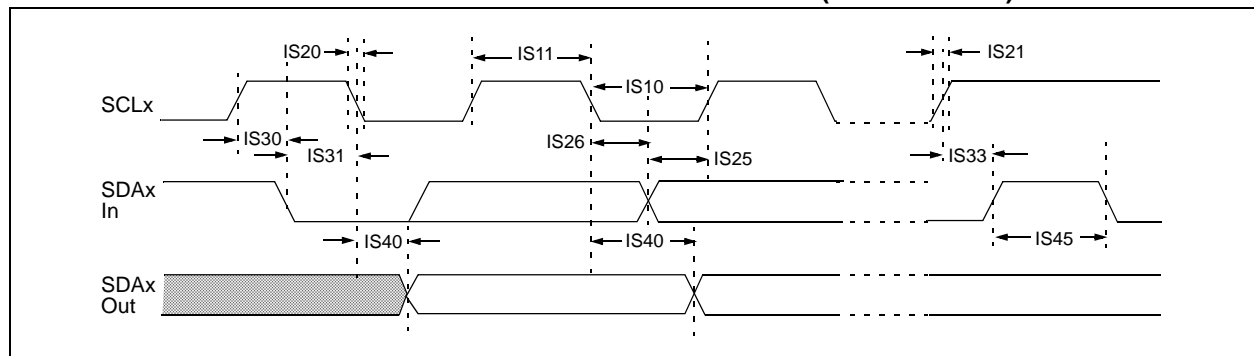 IS20
IS11
IS21
IS10
SCLx
IS30
IS26
IS31
IS25
IS33
SDAx
In
IS40
IS40
IS45
SDAx
Out